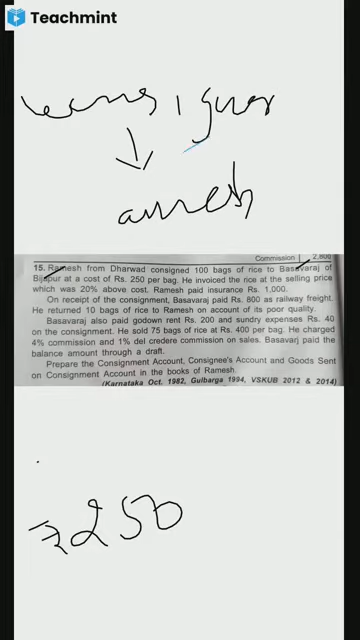 Teachmint
consignor
Commission 2,800
15. Ramesh from Dharwad consigned 100 bags of rice to Basavaraj of
Bijapur at a cost of Rs. 250 per bag. He invoiced the rice at the selling price
which was 20% above cost. Ramesh paid insurance Rs. 1,000.
On receipt of the consignment, Basavaraj paid Rs. 800 as railway freight.
He returned 10 bags of rice to Ramesh on account of its poor quality.
Basavaraj also paid godown rent Rs. 200 and sundry expenses Rs. 40
on the consignment. He sold 75 bags of rice at Rs. 400 per bag. He charged
4% commission and 1% del credere commission on sales. Basavarj paid the
balance amount through a draft.
Prepare the Consignment Account, Consignee's Account and Goods Sent
on Consignment Account in the books of Ramesh.
(Karnataka Oct. 1982, Gulbarga 1994, VSKUB 2012 & 2014)
₹250